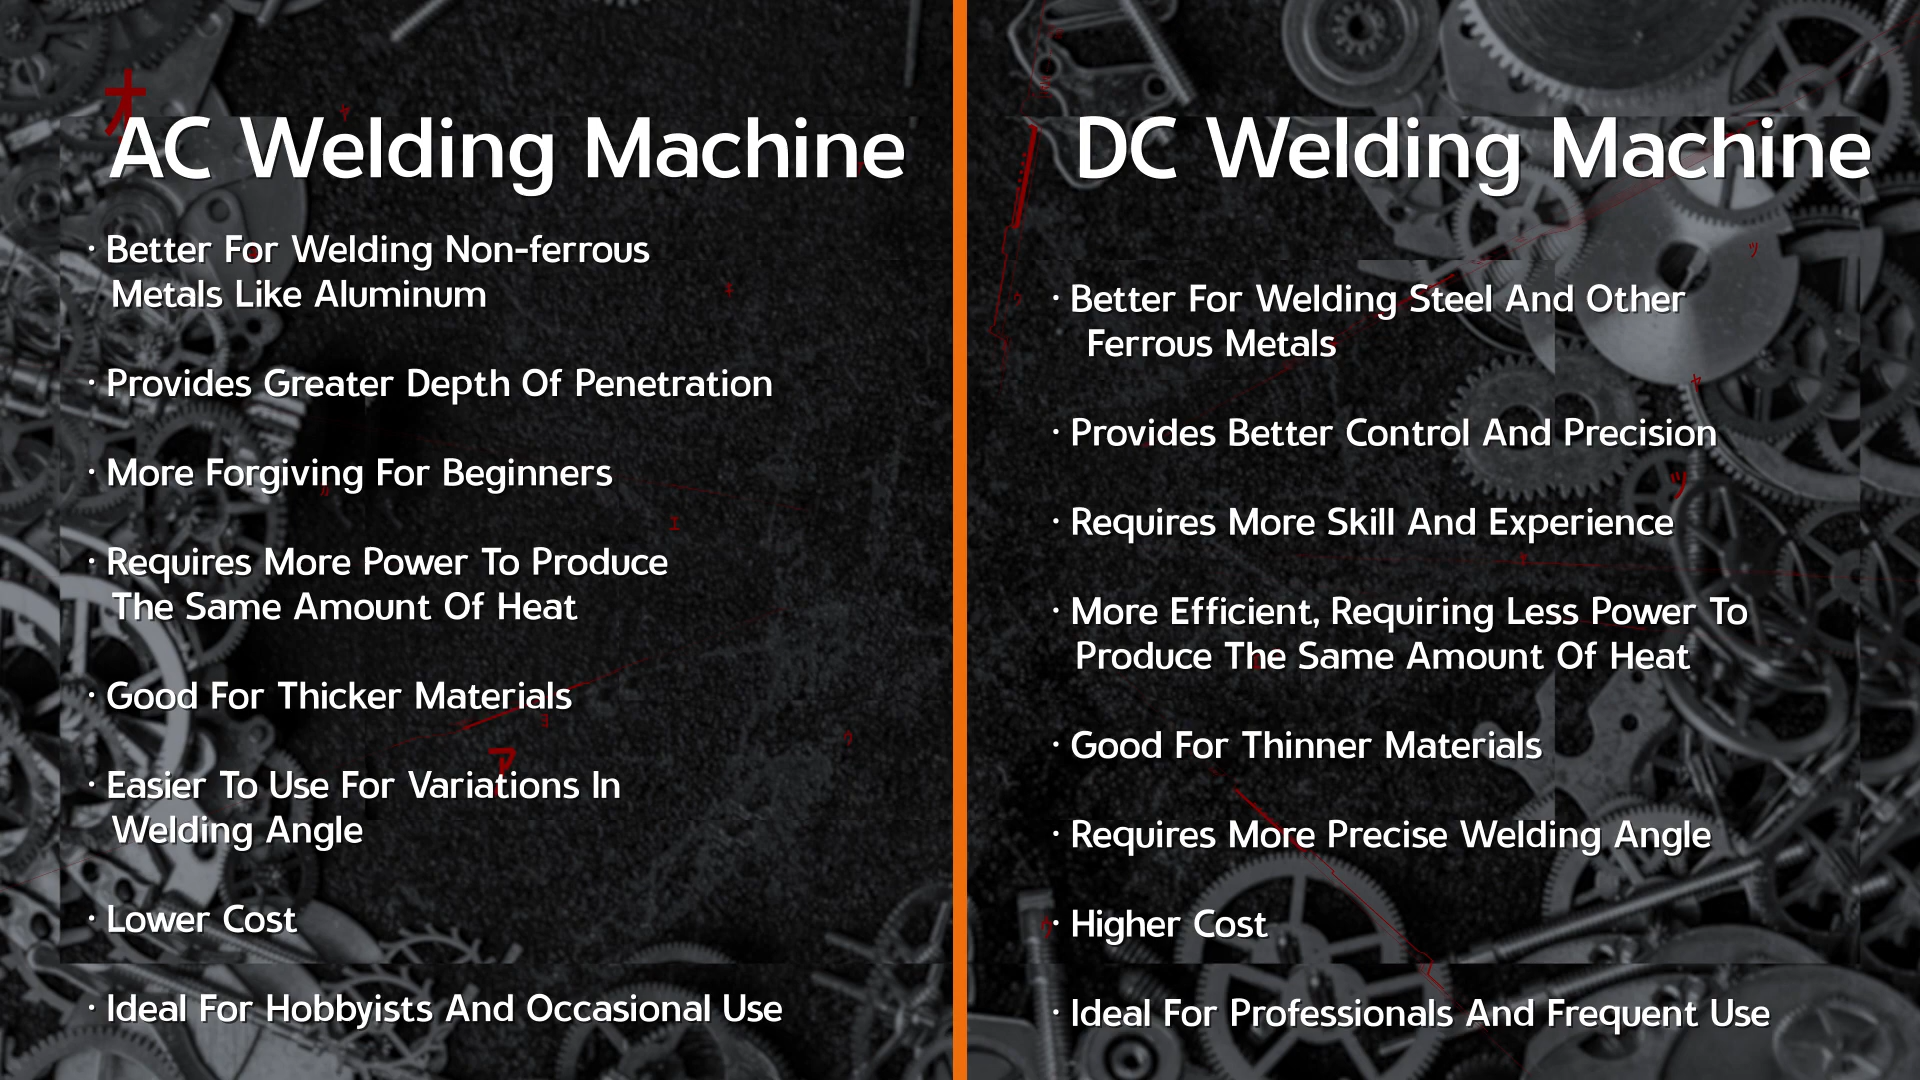 オ
AC Welding Machine
· Better For Welding Non-ferrous
Metals Like Aluminum
· Provides Greater Depth Of Penetration
· More Forgiving For Beginners
· Requires More Power To Produce
The Same Amount Of Heat
· Good For Thicker Materials
ア
· Easier To Use For Variations In
Welding Angle
· Lower Cost
· Ideal For Hobbyists And Occasional Use
DC Welding Machine
· Better For Welding Steel And Other
Ferrous Metals
· Provides Better Control And Precision
ツ
· Requires More Skill And Experience
· More Efficient, Requiring Less Power To
Produce The Same Amount Of Heat
· Good For Thinner Materials
· Requires More Precise Welding Angle
· Higher Cost
· Ideal For Professionals And Frequent Use